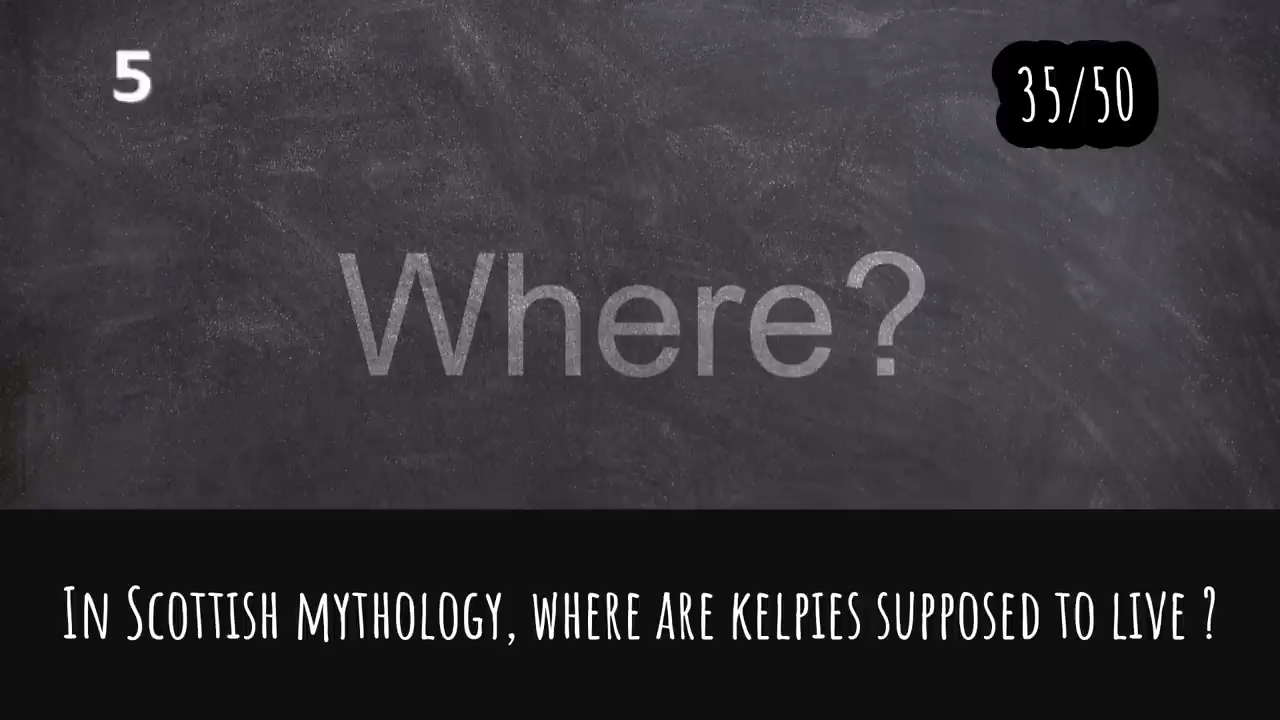 5
35/50
Where?
In Scottish mythology, where are kelpies supposed to live ?